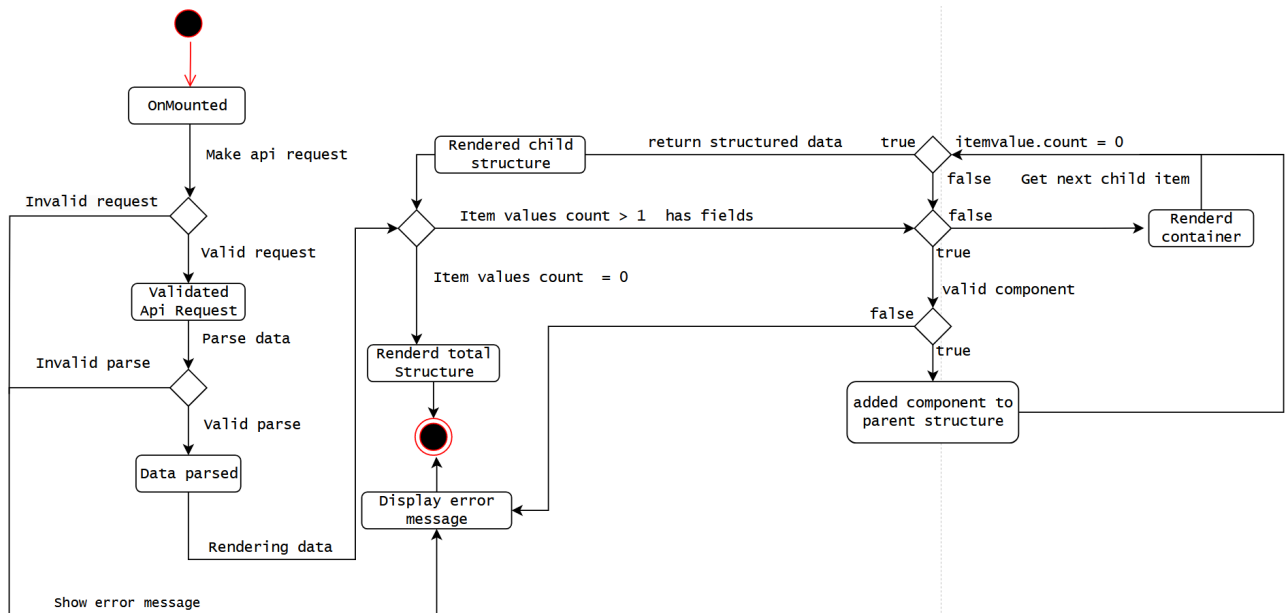 OnMounted
Make api request
Invalid request
Valid request
Validated
Api Request
Parse data
Invalid parse
Valid parse
Data parsed
Rendering data
Show error message
Rendered child
structure
return structured data
true
itemvalue.count = 0
false
Get next child item
Item values count > 1  has fields
false
Renderd
container
true
Item values count  = 0
valid component
false
true
Renderd total
Structure
added component to
parent structure
Display error
message